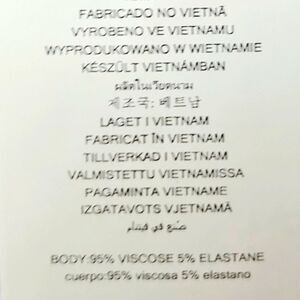 FABRICADO NO VIETNÃ
VYROBENO VE VIETNAMU
WYPRODUKOWANO W WIETNAMIE
KÉSZÜLT VIETNÁMBAN
ผลิตในเวียดนาม
제조국: 베트남
LAGET I VIETNAM
FABRICAT ÎN VIETNAM
TILLVERKAD I VIETNAM
VALMISTETTU VIETNAMISSA
PAGAMINTA VIETNAME
IZGATAVOTS VJETNAMĀ
صنع في فيتنام
BODY:95% VISCOSE 5% ELASTANE
cuerpo:95% viscosa 5% elastano